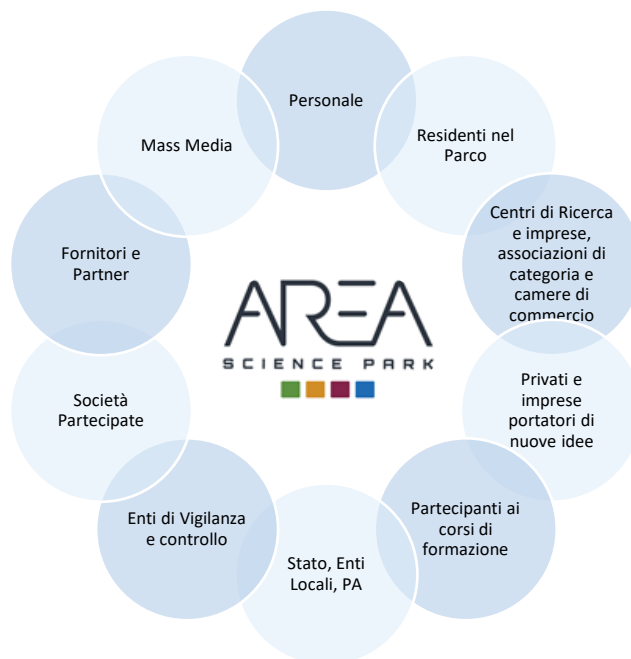 Personale
Residenti nel
Parco
Centri di Ricerca
e imprese,
associazioni di
categoria e
camere di
commercio
Privati e
imprese
portatori di
nuove idee
Partecipanti ai
corsi di
formazione
Stato, Enti
Locali, PA
Enti di Vigilanza
e controllo
Società
Partecipate
Fornitori e
Partner
Mass Media
AREA
SCIENCE PARK